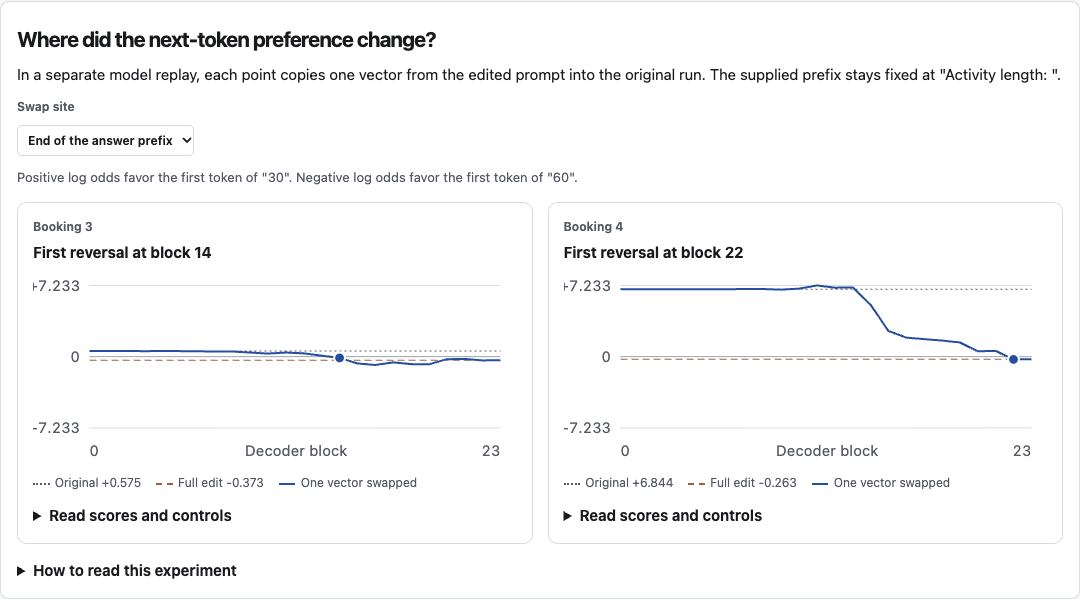 Where did the next-token preference change?
In a separate model replay, each point copies one vector from the edited prompt into the original run. The supplied prefix stays fixed at "Activity length: ".
Swap site
End of the answer prefix
Positive log odds favor the first token of "30". Negative log odds favor the first token of "60".
Booking 3
First reversal at block 14
+7.233
0
-7.233
0
Decoder block
23
Original +0.575
Full edit -0.373
One vector swapped
Read scores and controls
Booking 4
First reversal at block 22
+7.233
0
-7.233
0
Decoder block
23
Original +6.844
Full edit -0.263
One vector swapped
Read scores and controls
How to read this experiment